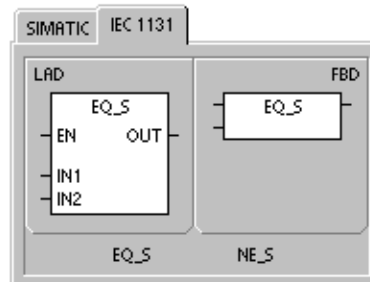 SIMATIC IEC 1131
LAD FBD
EQ_S EQ_S
EN OUT
IN1
IN2
EQ_S NE_S